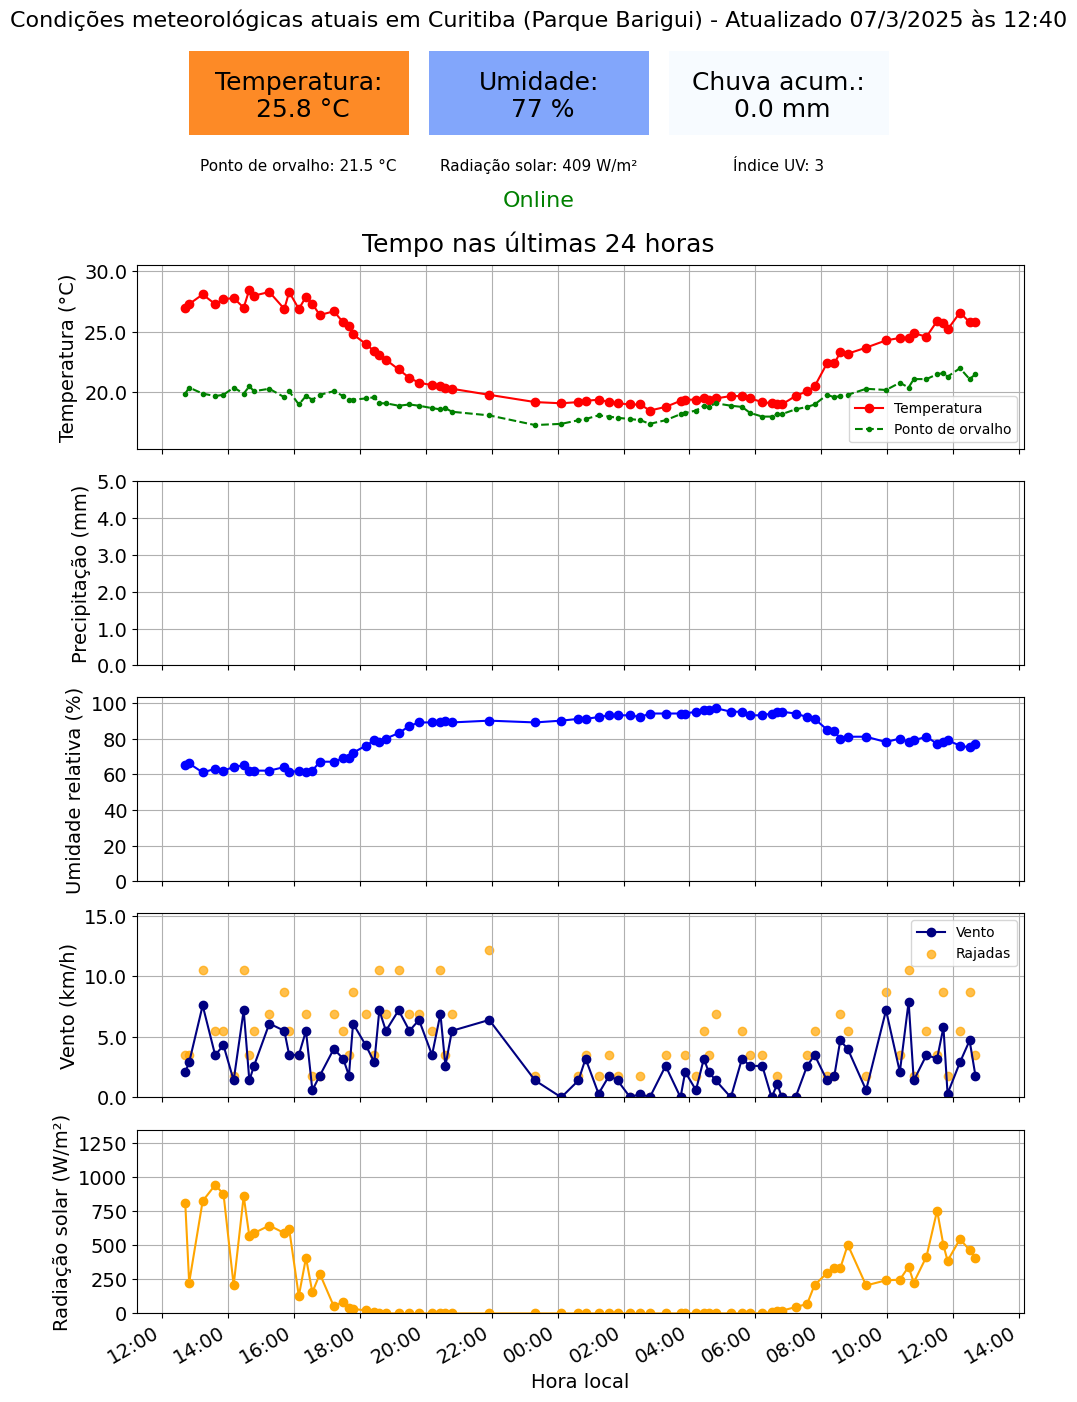 Condições meteorológicas atuais em Curitiba (Parque Barigui) - Atualizado 07/3/2025 às 12:40
Temperatura:
25.8 °C
Umidade:
77 %
Chuva acum.:
0.0 mm
Ponto de orvalho: 21.5 °C
Radiação solar: 409 W/m²
Índice UV: 3
Online
Tempo nas últimas 24 horas
Temperatura (°C)
30.0
25.0
20.0
Temperatura
Ponto de orvalho
Precipitação (mm)
5.0
4.0
3.0
2.0
1.0
0.0
Umidade relativa (%)
100
80
60
40
20
0
Vento (km/h)
15.0
10.0
5.0
0.0
Vento
Rajadas
Radiação solar (W/m²)
1250
1000
750
500
250
0
12:00
14:00
16:00
18:00
20:00
22:00
00:00
02:00
04:00
06:00
08:00
10:00
12:00
14:00
Hora local